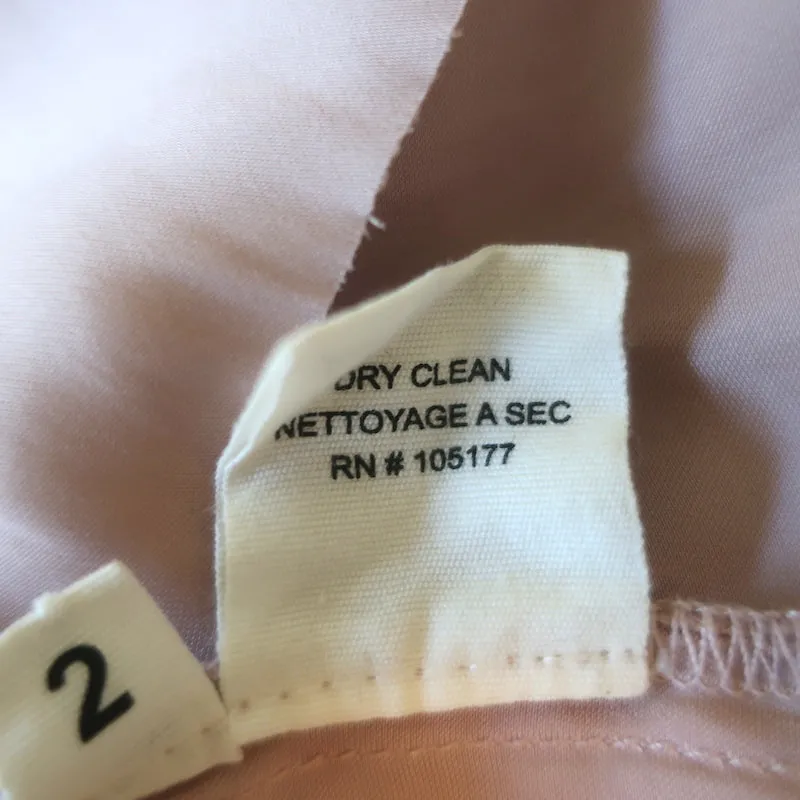 DRY CLEAN
NETTOYAGE A SEC
RN # 105177
2